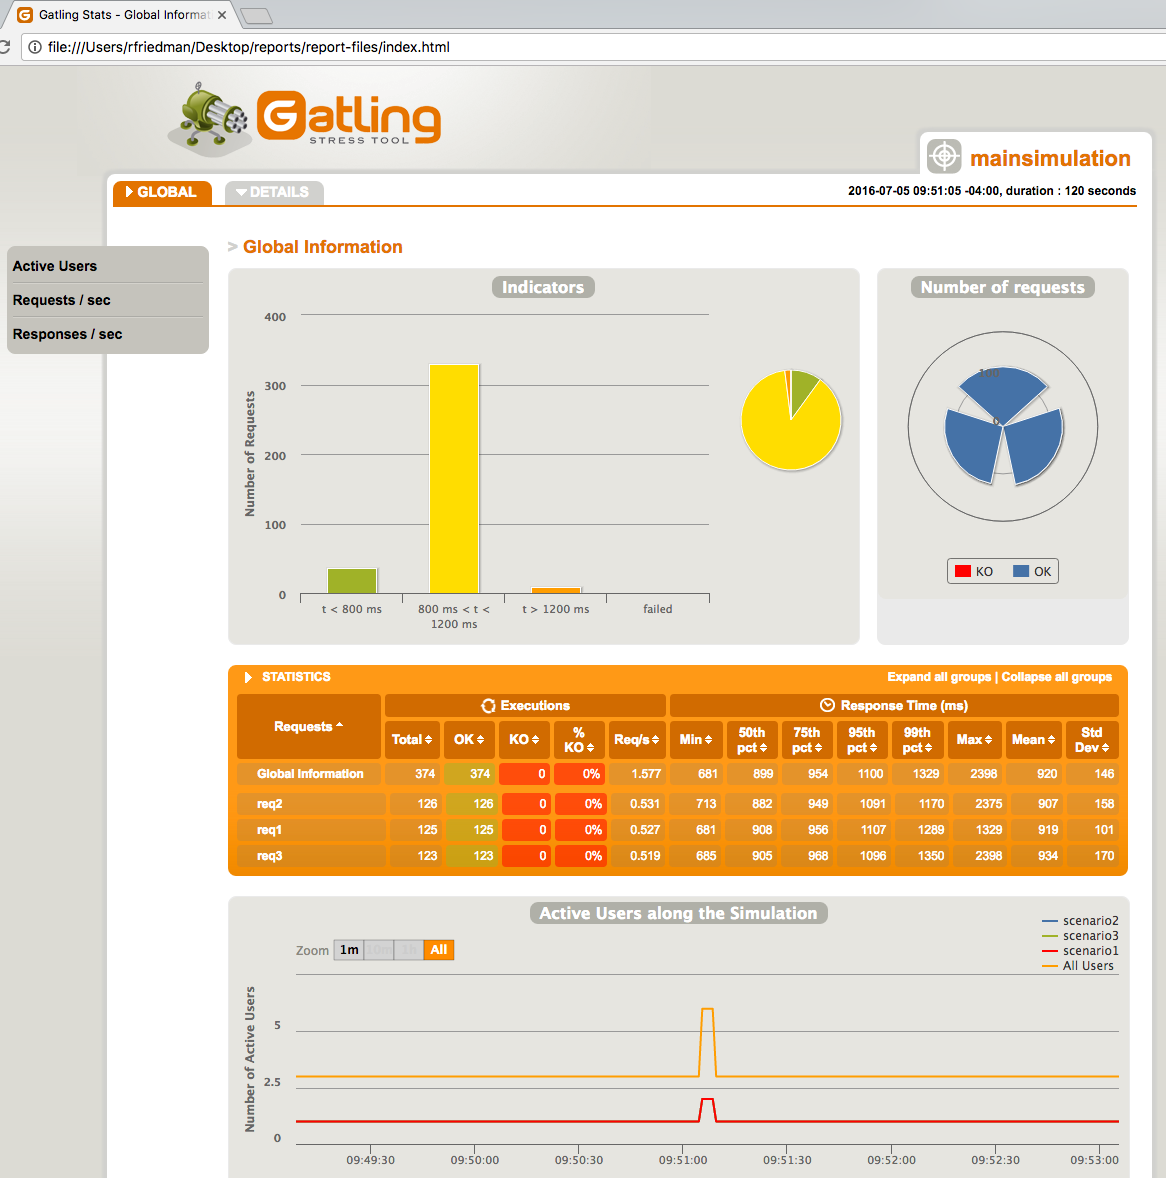 Gatling Stats - Global Informat
file:///Users/rfriedman/Desktop/reports/report-files/index.html
Gatling
STRESS TOOL
mainsimulation
GLOBAL
DETAILS
2016-07-05 09:51:05 -04:00, duration : 120 seconds
Active Users
Requests / sec
Responses / sec
> Global Information
Indicators
Number of Requests
400
300
200
100
0
t < 800 ms
800 ms < t <
1200 ms
t > 1200 ms
failed
Number of requests
100
0
KO
OK
STATISTICS
Expand all groups | Collapse all groups
Requests
Executions
Response Time (ms)
Total OK KO % KO Req/s Min 50th pct 75th pct 95th pct 99th pct Max Mean Std Dev
Global Information 374 374 0 0% 1.577 681 899 954 1100 1329 2398 920 146
req2 126 126 0 0% 0.531 713 882 949 1091 1170 2375 907 158
req1 125 125 0 0% 0.527 681 908 956 1107 1289 1329 919 101
req3 123 123 0 0% 0.519 685 905 968 1096 1350 2398 934 170
Active Users along the Simulation
scenario2
scenario3
scenario1
All Users
Zoom 1m 10m 1h All
Number of Active Users
5
2.5
0
09:49:30 09:50:00 09:50:30 09:51:00 09:51:30 09:52:00 09:52:30 09:53:00